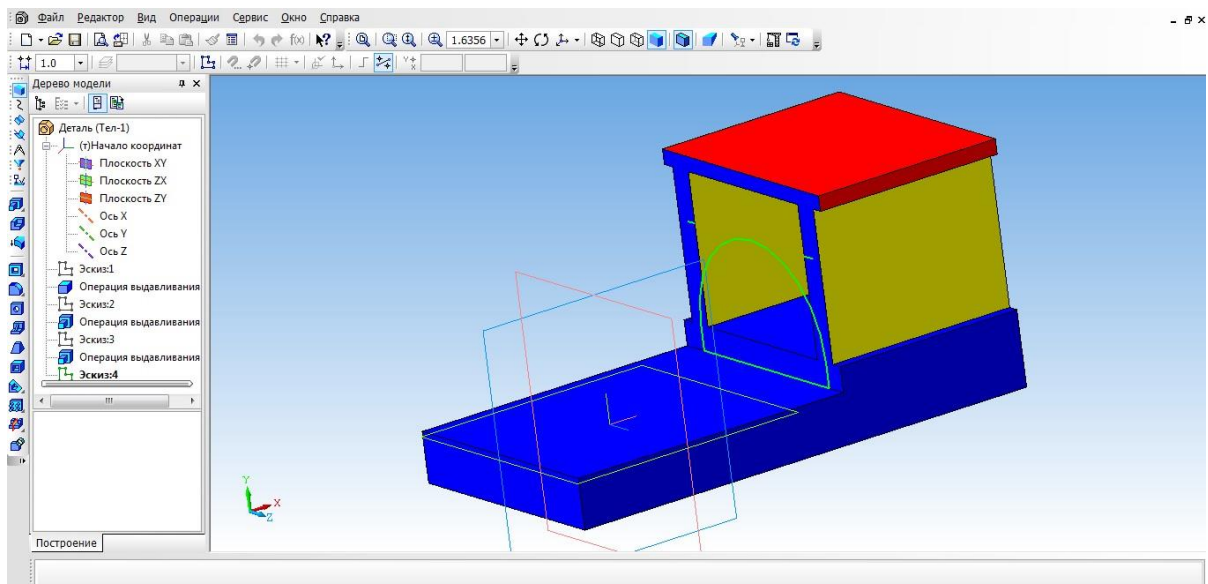 Файл Редактор Вид Операции Сервис Окно Справка
1.6356
1.0
Дерево модели
Деталь (Тел-1)
(т)Начало координат
Плоскость XY
Плоскость ZX
Плоскость ZY
Ось X
Ось Y
Ось Z
Эскиз:1
Операция выдавливания
Эскиз:2
Операция выдавливания
Эскиз:3
Операция выдавливания
Эскиз:4
Построение
Y
X
Z